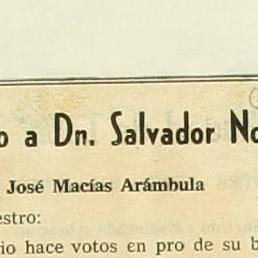 o a Dn. Salvador No
José Macías Arámbula
estro:
io hace votos en pro de su b